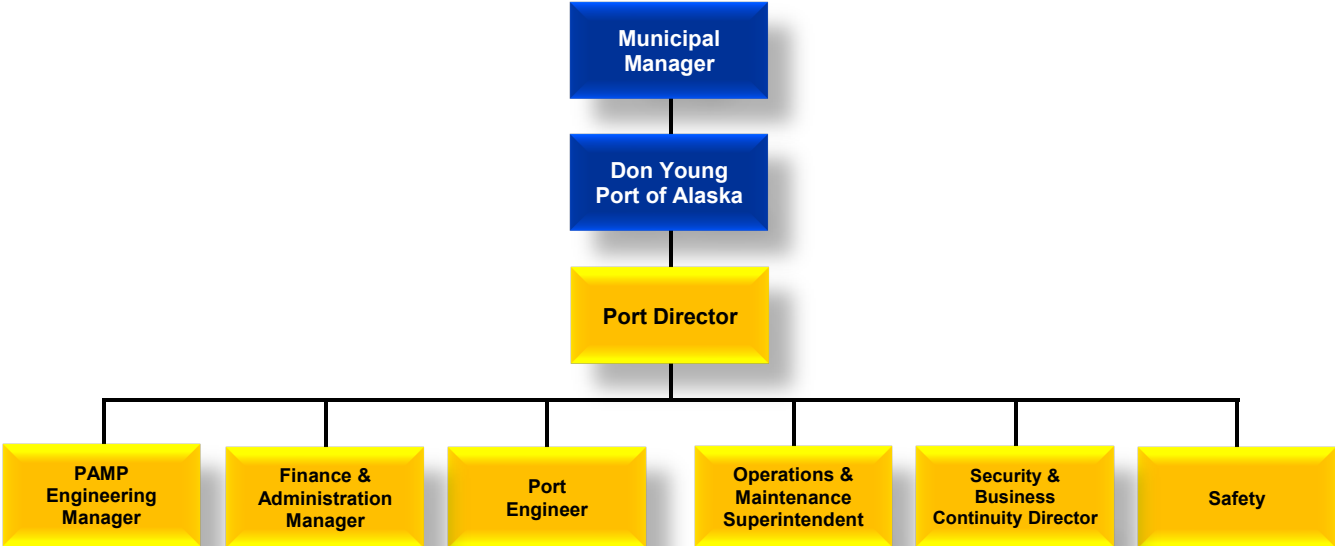 Municipal
Manager
Don Young
Port of Alaska
Port Director
PAMP
Engineering
Manager
Finance &
Administration
Manager
Port
Engineer
Operations &
Maintenance
Superintendent
Security &
Business
Continuity Director
Safety